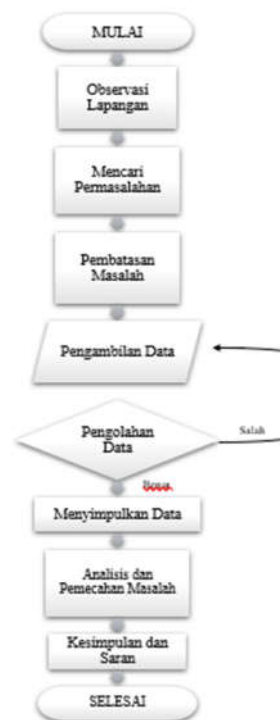 MULAI
Observasi
Lapangan
Mencari
Permasalahan
Pembatasan
Masalah
Pengambilan Data
Pengolahan
Data
Salah
Benar
Menyimpulkan Data
Analisis dan
Pemecahan Masalah
Kesimpulan dan
Saran
SELESAI